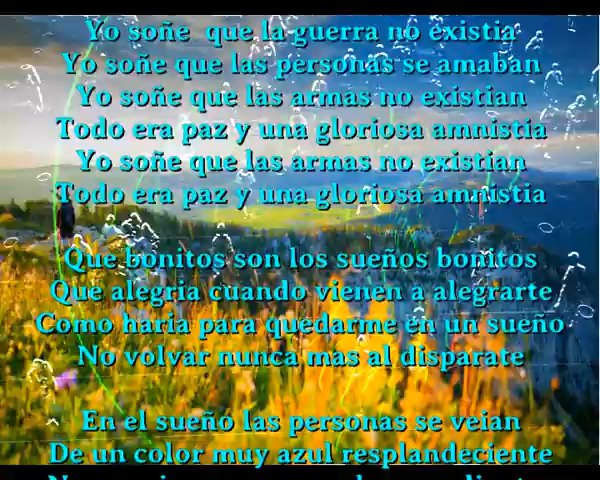 Yo soñe que la guerra no existia
Yo soñe que las personas se amaban
Yo soñe que las armas no existian
Todo era paz y una gloriosa amnistia
Yo soñe que las armas no existian
Todo era paz y una gloriosa amnistia
Que bonitos son los sueños bonitos
Que alegria cuando vienen a alegrarte
Como haria para quedarme en un sueño
No volvar nunca mas al disparate
En el sueño las personas se veian
De un color muy azul resplandeciente